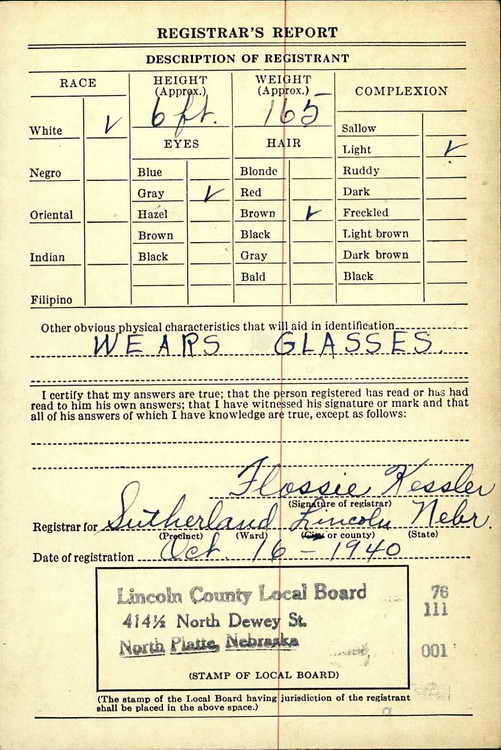 REGISTRAR'S REPORT
DESCRIPTION OF REGISTRANT
RACE
HEIGHT (Approx.)
WEIGHT (Approx.)
COMPLEXION
6 ft.
165
White ✓
EYES
HAIR
Sallow
Light ✓
Negro
Blue
Blonde
Ruddy
Gray ✓
Red
Dark
Oriental
Hazel
Brown ✓
Freckled
Brown
Black
Light brown
Indian
Black
Gray
Dark brown
Bald
Black
Filipino
Other obvious physical characteristics that will aid in identification
WEARS GLASSES.
I certify that my answers are true; that the person registered has read or has had
read to him his own answers; that I have witnessed his signature or mark and that
all of his answers of which I have knowledge are true, except as follows:
Flossie Kessler
(Signature of registrar)
Registrar for Sutherland Lincoln Nebr.
(Precinct) (Ward) (City or county) (State)
Date of registration Oct. 16 - 1940
Lincoln County Local Board 76
111
414½ North Dewey St.
North Platte, Nebraska
001
(STAMP OF LOCAL BOARD)
(The stamp of the Local Board having jurisdiction of the registrant
shall be placed in the above space.)